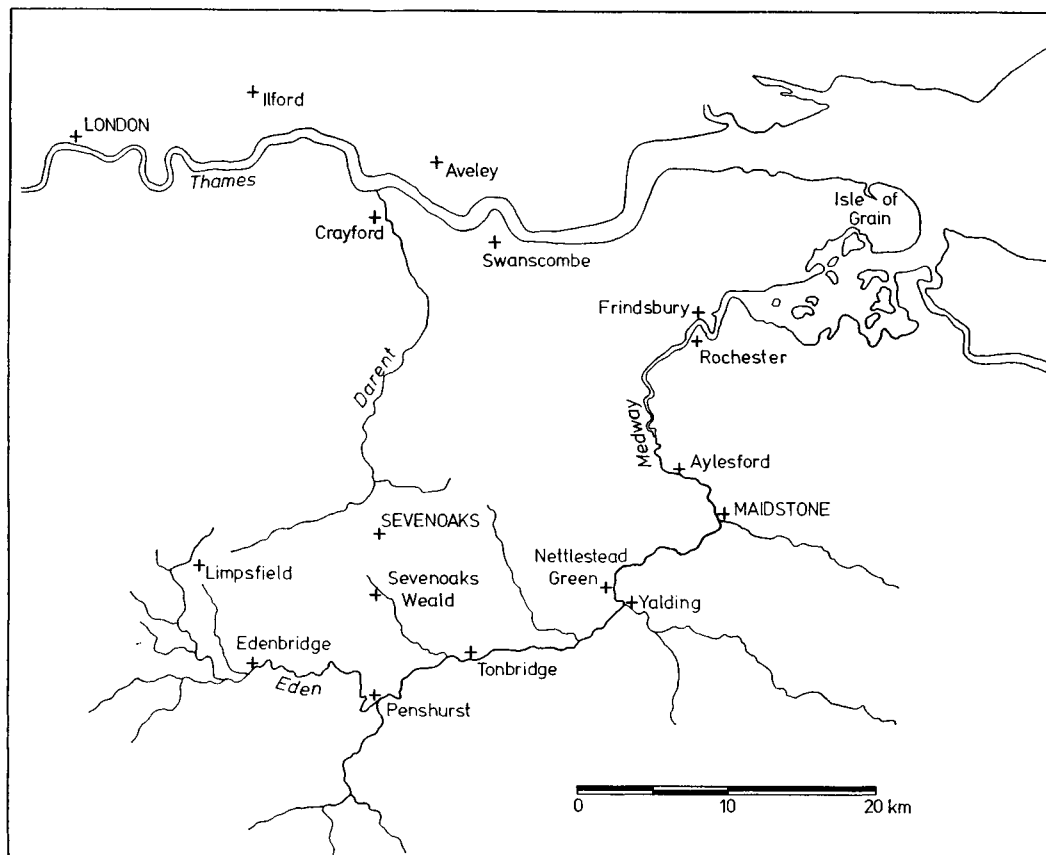 Ilford
LONDON
Thames
Aveley
Isle of
Grain
Crayford
Swanscombe
Frindsbury
Rochester
Darent
Medway
Aylesford
SEVENOAKS
MAIDSTONE
Nettlestead
Green
Limpsfield
Sevenoaks
Weald
Yalding
Edenbridge
Eden
Tonbridge
Penshurst
0 10 20 km